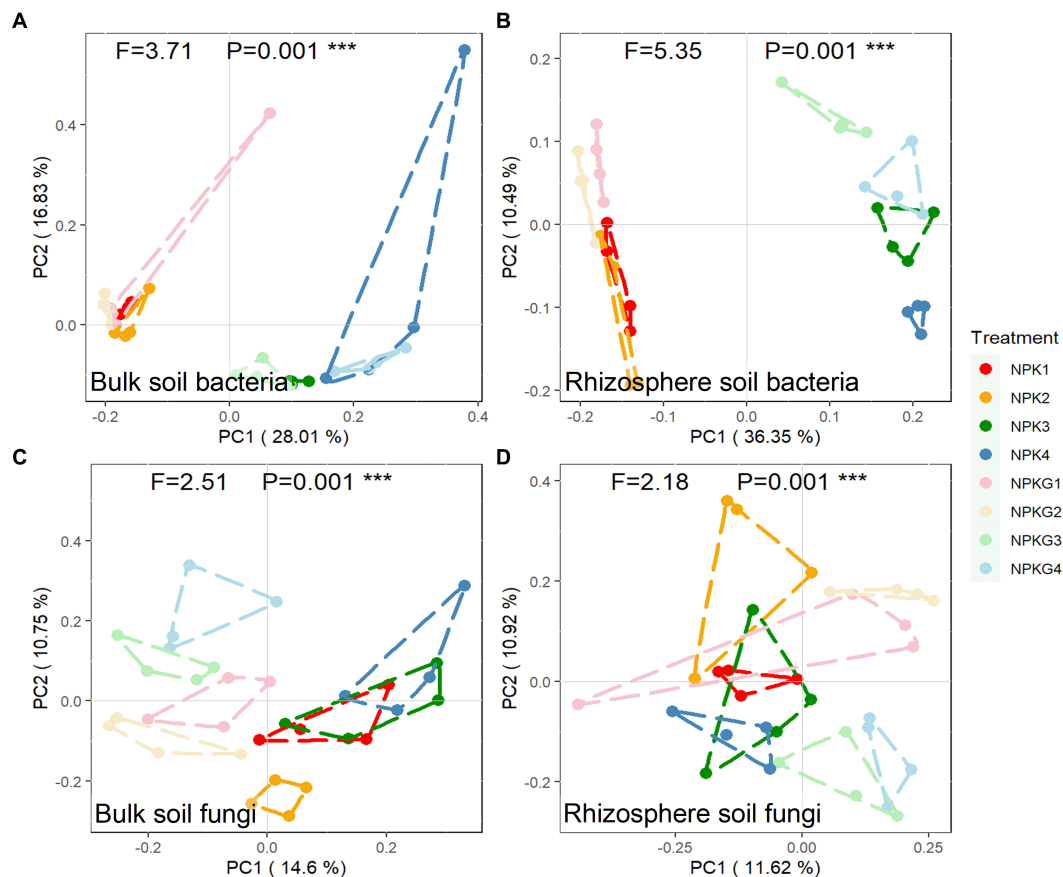 A
F=3.71 P=0.001 ***
PC2 ( 16.83 %)
0.4
0.2
0.0
Bulk soil bacteria
-0.2 0.0 0.2 0.4
PC1 ( 28.01 %)
B
F=5.35 P=0.001 ***
PC2 ( 10.49 %)
0.2
0.1
0.0
-0.1
-0.2
Rhizosphere soil bacteria
-0.2 -0.1 0.0 0.1 0.2
PC1 ( 36.35 %)
C
F=2.51 P=0.001 ***
PC2 ( 10.75 %)
0.4
0.2
0.0
-0.2
Bulk soil fungi
-0.2 0.0 0.2
PC1 ( 14.6 %)
D
F=2.18 P=0.001 ***
PC2 ( 10.92 %)
0.4
0.2
0.0
-0.2
Rhizosphere soil fungi
-0.25 0.00 0.25
PC1 ( 11.62 %)
Treatment
NPK1
NPK2
NPK3
NPK4
NPKG1
NPKG2
NPKG3
NPKG4